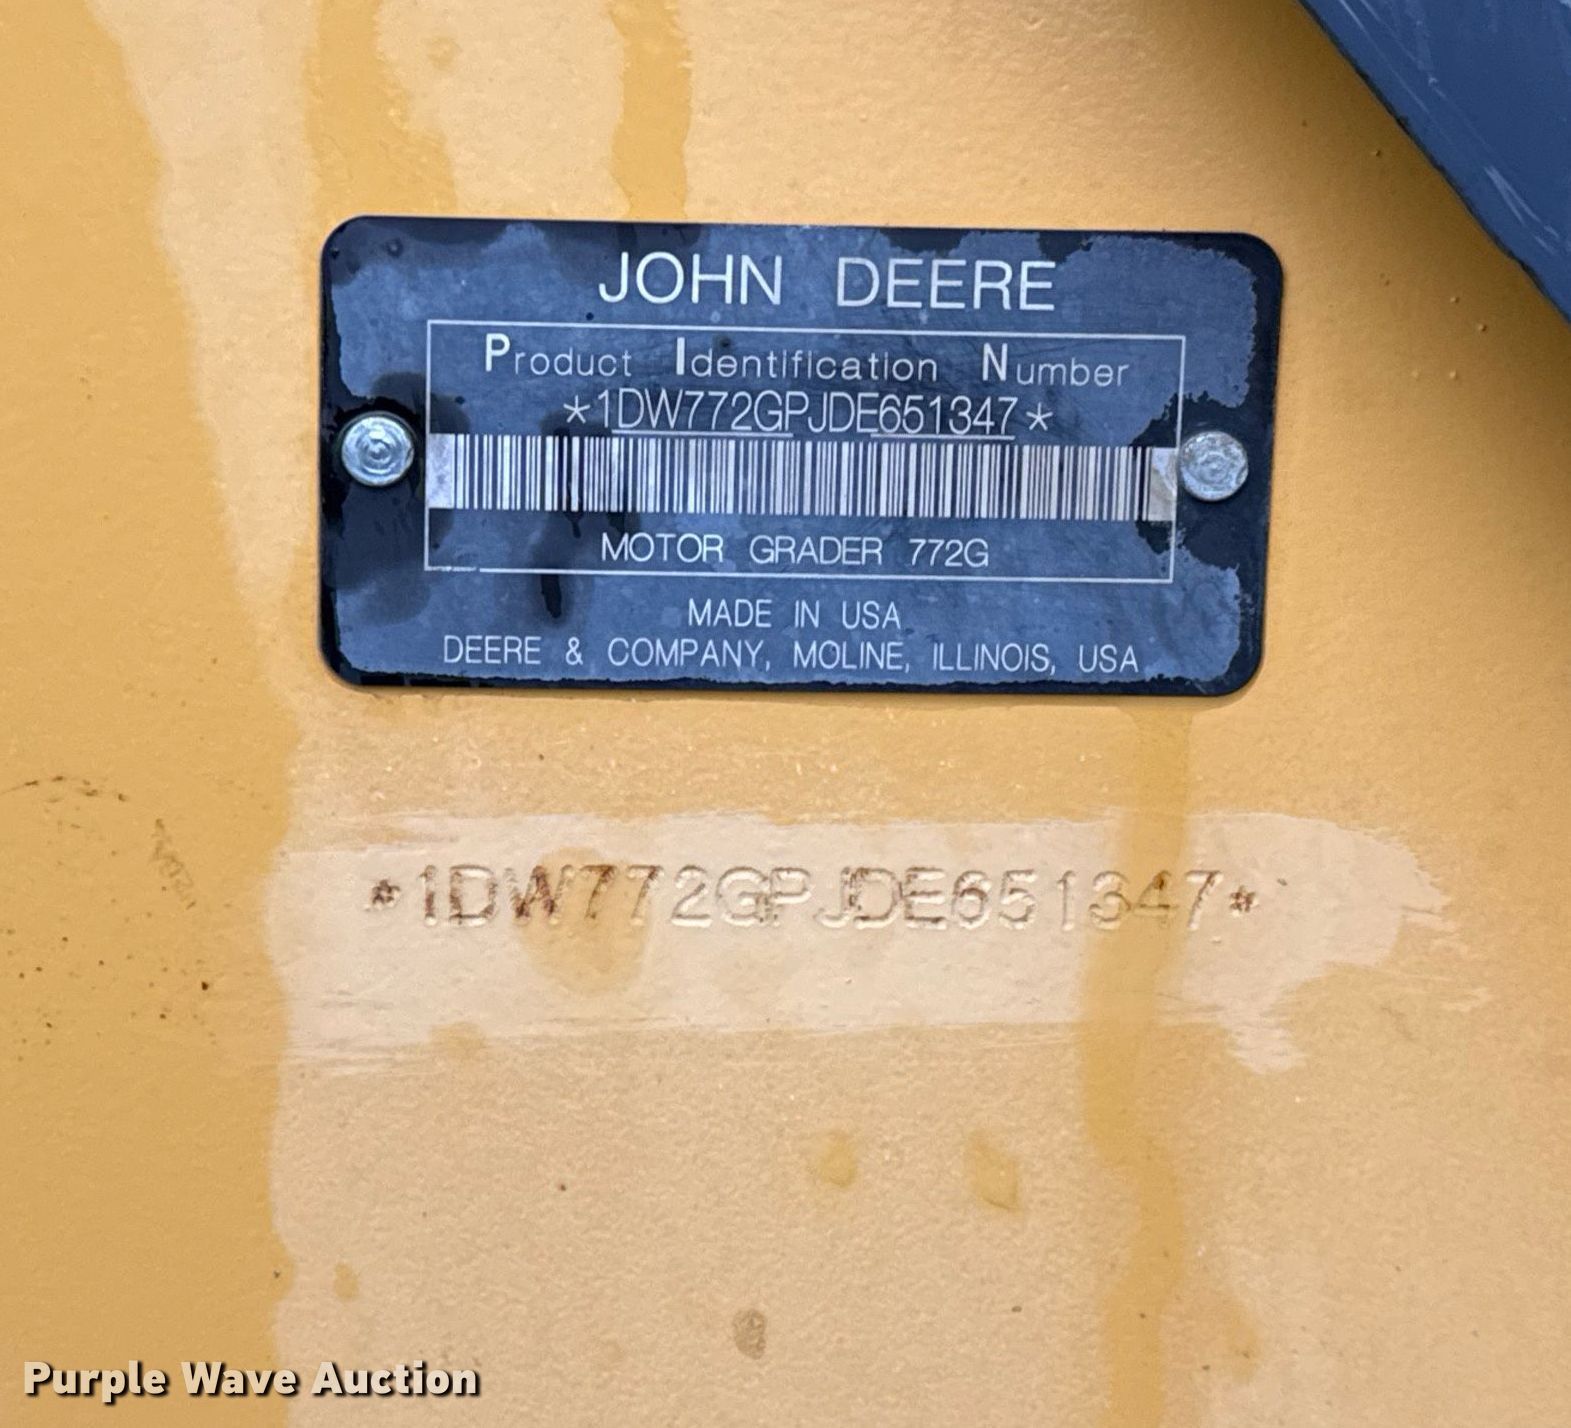 JOHN DEERE
Product Identification Number
*1DW772GPJDE651347*
MOTOR GRADER 772G
MADE IN USA
DEERE & COMPANY, MOLINE, ILLINOIS, USA
*1DW772GPJDE651347*
Purple Wave Auction